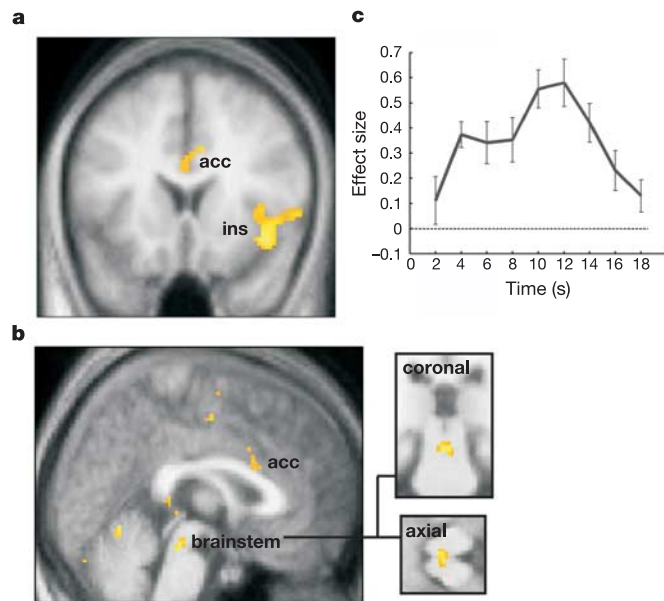 a
acc
ins
c
Effect size
0.7
0.6
0.5
0.4
0.3
0.2
0.1
0
–0.1
0 2 4 6 8 10 12 14 16 18
Time (s)
b
acc
brainstem
coronal
axial